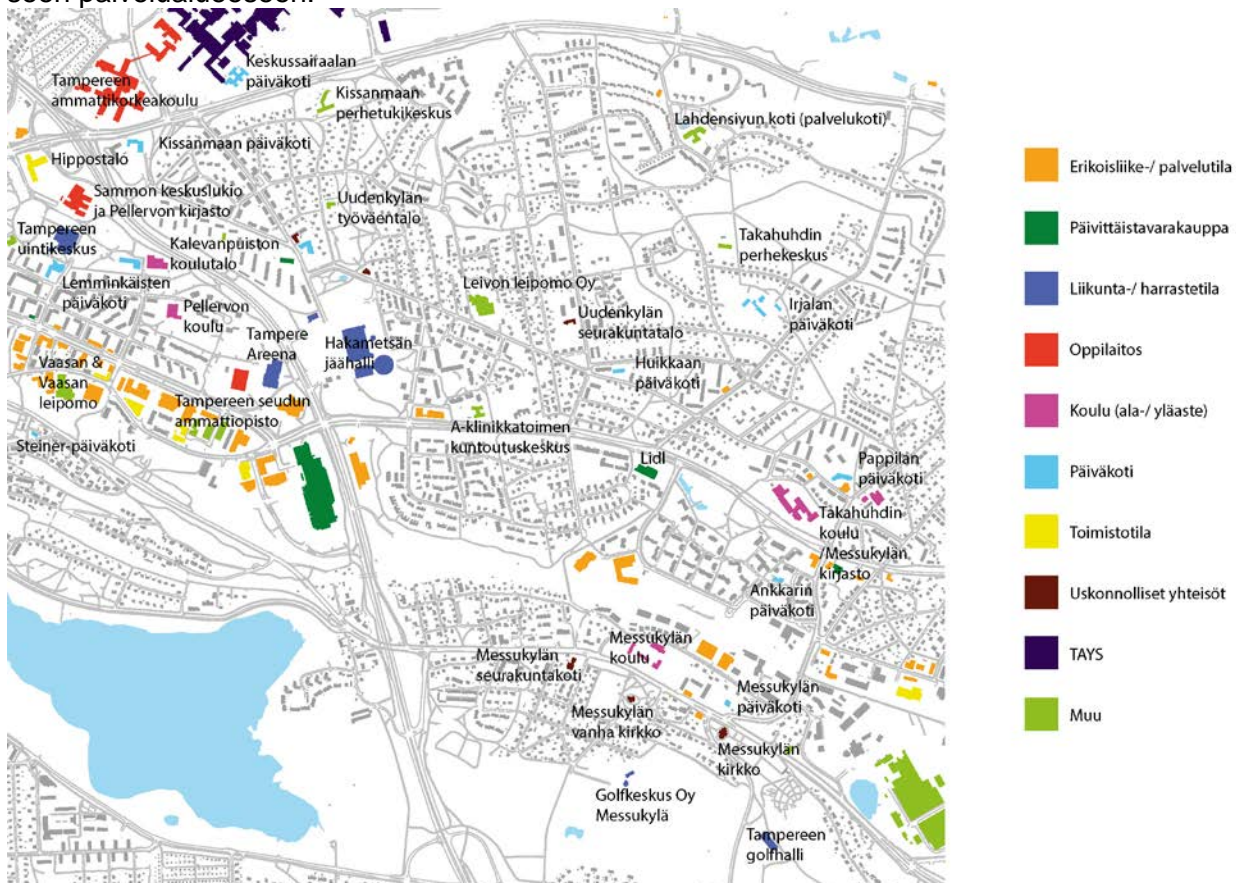 Keskussairaalan
päiväkoti
Tampereen
ammattikorkeakoulu
Kissanmaan
perhetukikeskus
Lahdensivun koti (palvelukoti)
Kissanmaan päiväkoti
Hippostalo
Sammon keskuslukio
ja Pellervon kirjasto
Uudenkylän
työväentalo
Tampereen
uintikeskus
Kalevanpuiston
koulutalo
Takahuhdin
perhekeskus
Lemminkäisten
päiväkoti
Leivon leipomo Oy
Pellervon
koulu
Uudenkylän
seurakuntatalo
Irjalan
päiväkoti
Tampere
Areena
Hakametsän
jäähalli
Huikkaan
päiväkoti
Vaasan &
Vaasan
leipomo
Tampereen seudun
ammattiopisto
A-klinikkatoimen
kuntoutuskeskus
Steiner-päiväkoti
Lidl
Pappilan
päiväkoti
Takahuhdin
koulu
/Messukylän
kirjasto
Ankkarin
päiväkoti
Messukylän
koulu
Messukylän
seurakuntakoti
Messukylän
päiväkoti
Messukylän
vanha kirkko
Messukylän
kirkko
Golfkeskus Oy
Messukylä
Tampereen
golfhalli
Erikoisliike-/ palvelutila
Päivittäistavarakauppa
Liikunta-/ harrastetila
Oppilaitos
Koulu (ala-/ yläaste)
Päiväkoti
Toimistotila
Uskonnolliset yhteisöt
TAYS
Muu